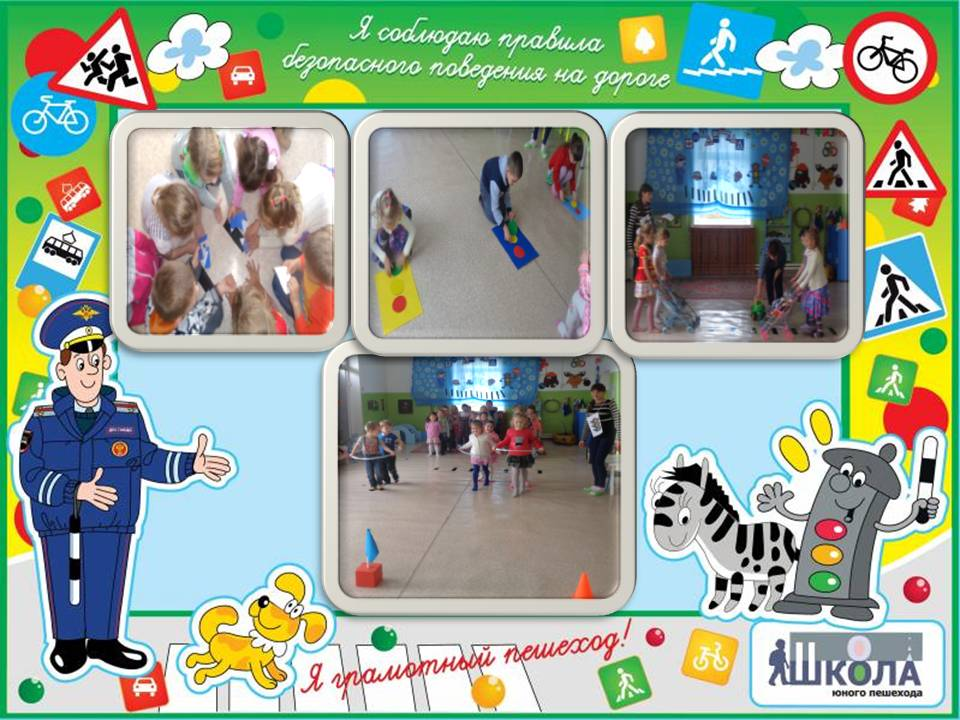 Я соблюдаю правила
безопасного поведения на дороге
Я грамотный пешеход!
ШКОЛА
юного пешехода